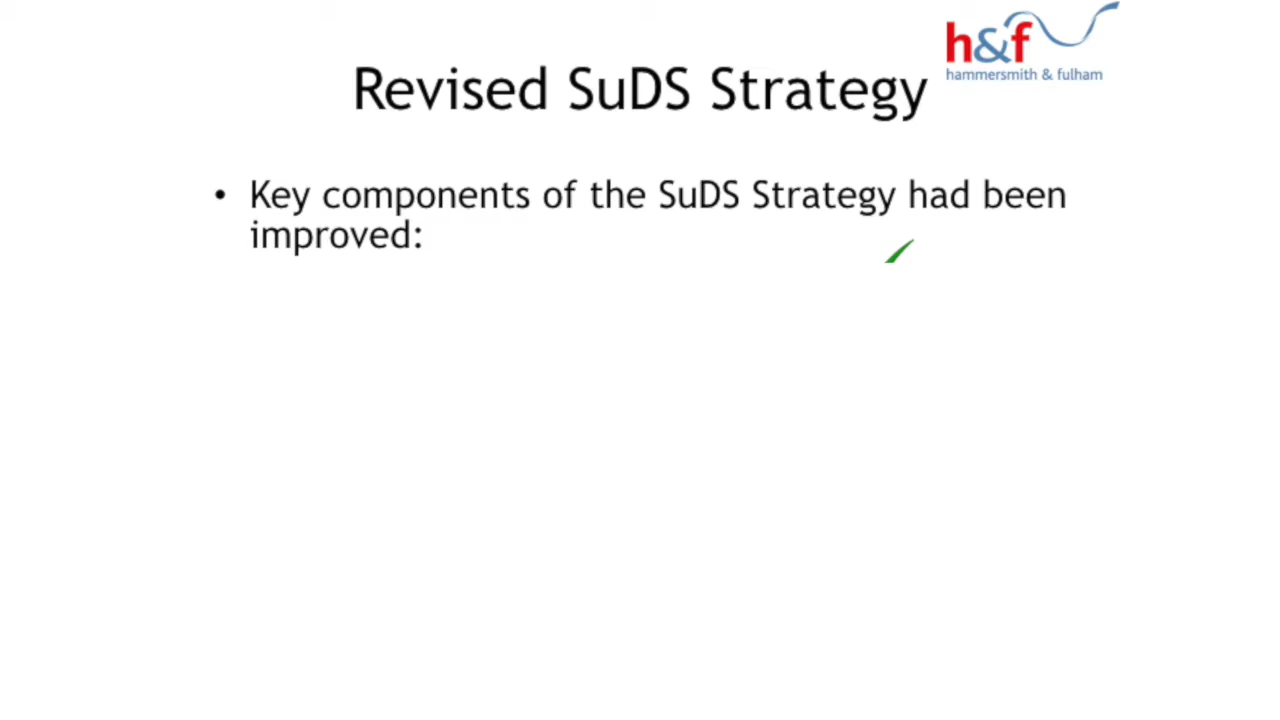 h&f
hammersmith & fulham
Revised SuDS Strategy
• Key components of the SuDS Strategy had been
improved: